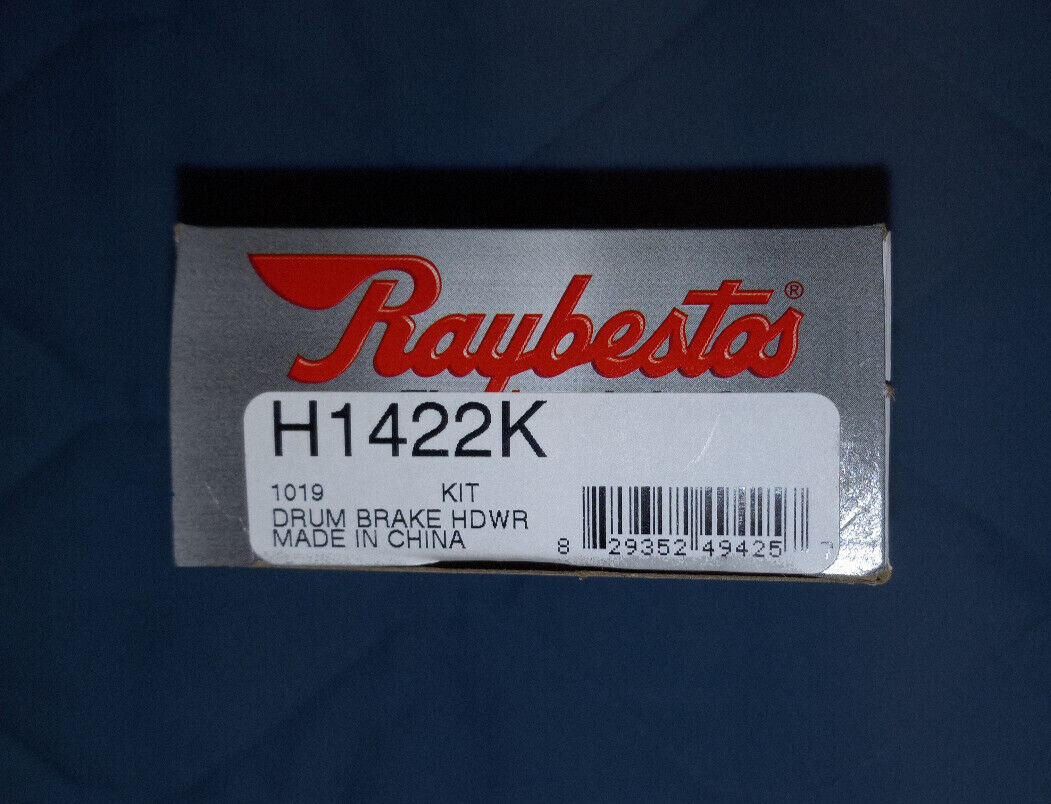 Raybestos®
H1422K
1019 KIT
DRUM BRAKE HDWR
MADE IN CHINA
8 29352 49425